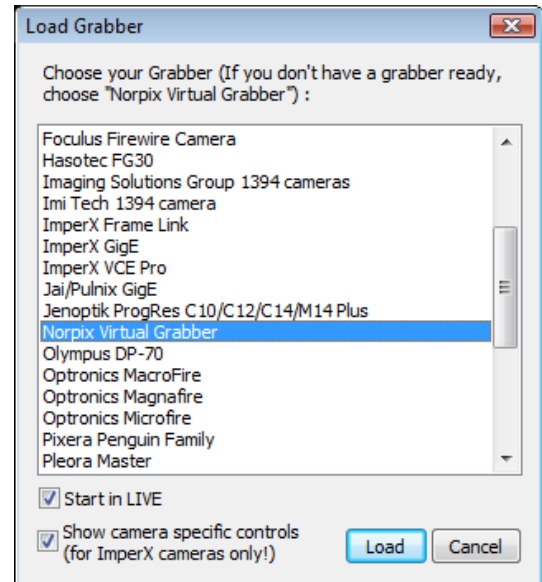 Load Grabber
Choose your Grabber (If you don't have a grabber ready,
choose "Norpix Virtual Grabber") :
Foculus Firewire Camera
Hasotec FG30
Imaging Solutions Group 1394 cameras
Imi Tech 1394 camera
ImperX Frame Link
ImperX GigE
ImperX VCE Pro
Jai/Pulnix GigE
Jenoptik ProgRes C10/C12/C14/M14 Plus
Norpix Virtual Grabber
Olympus DP-70
Optronics MacroFire
Optronics Magnafire
Optronics Microfire
Pixera Penguin Family
Pleora Master
Start in LIVE
Show camera specific controls
(for ImperX cameras only!)
Load
Cancel